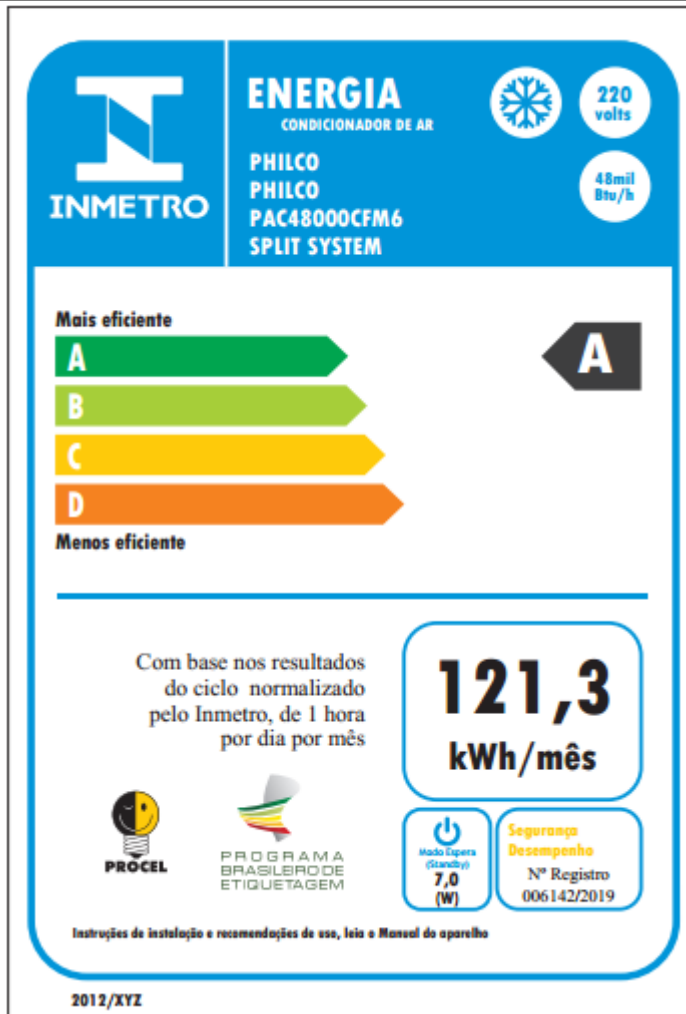 INMETRO
ENERGIA
CONDICIONADOR DE AR
PHILCO
PHILCO
PAC48000CFM6
SPLIT SYSTEM
220
volts
48mil
Btu/h
Mais eficiente
A
A
B
C
D
Menos eficiente
Com base nos resultados
do ciclo normalizado
pelo Inmetro, de 1 hora
por dia por mês
121,3
kWh/mês
PROCEL
PROGRAMA
BRASILEIRO DE
ETIQUETAGEM
Modo Espera
(Standby)
7,0
(W)
Segurança
Desempenho
Nº Registro
006142/2019
Instruções de instalação e recomendações de uso, leia o Manual do aparelho
2012/XYZ